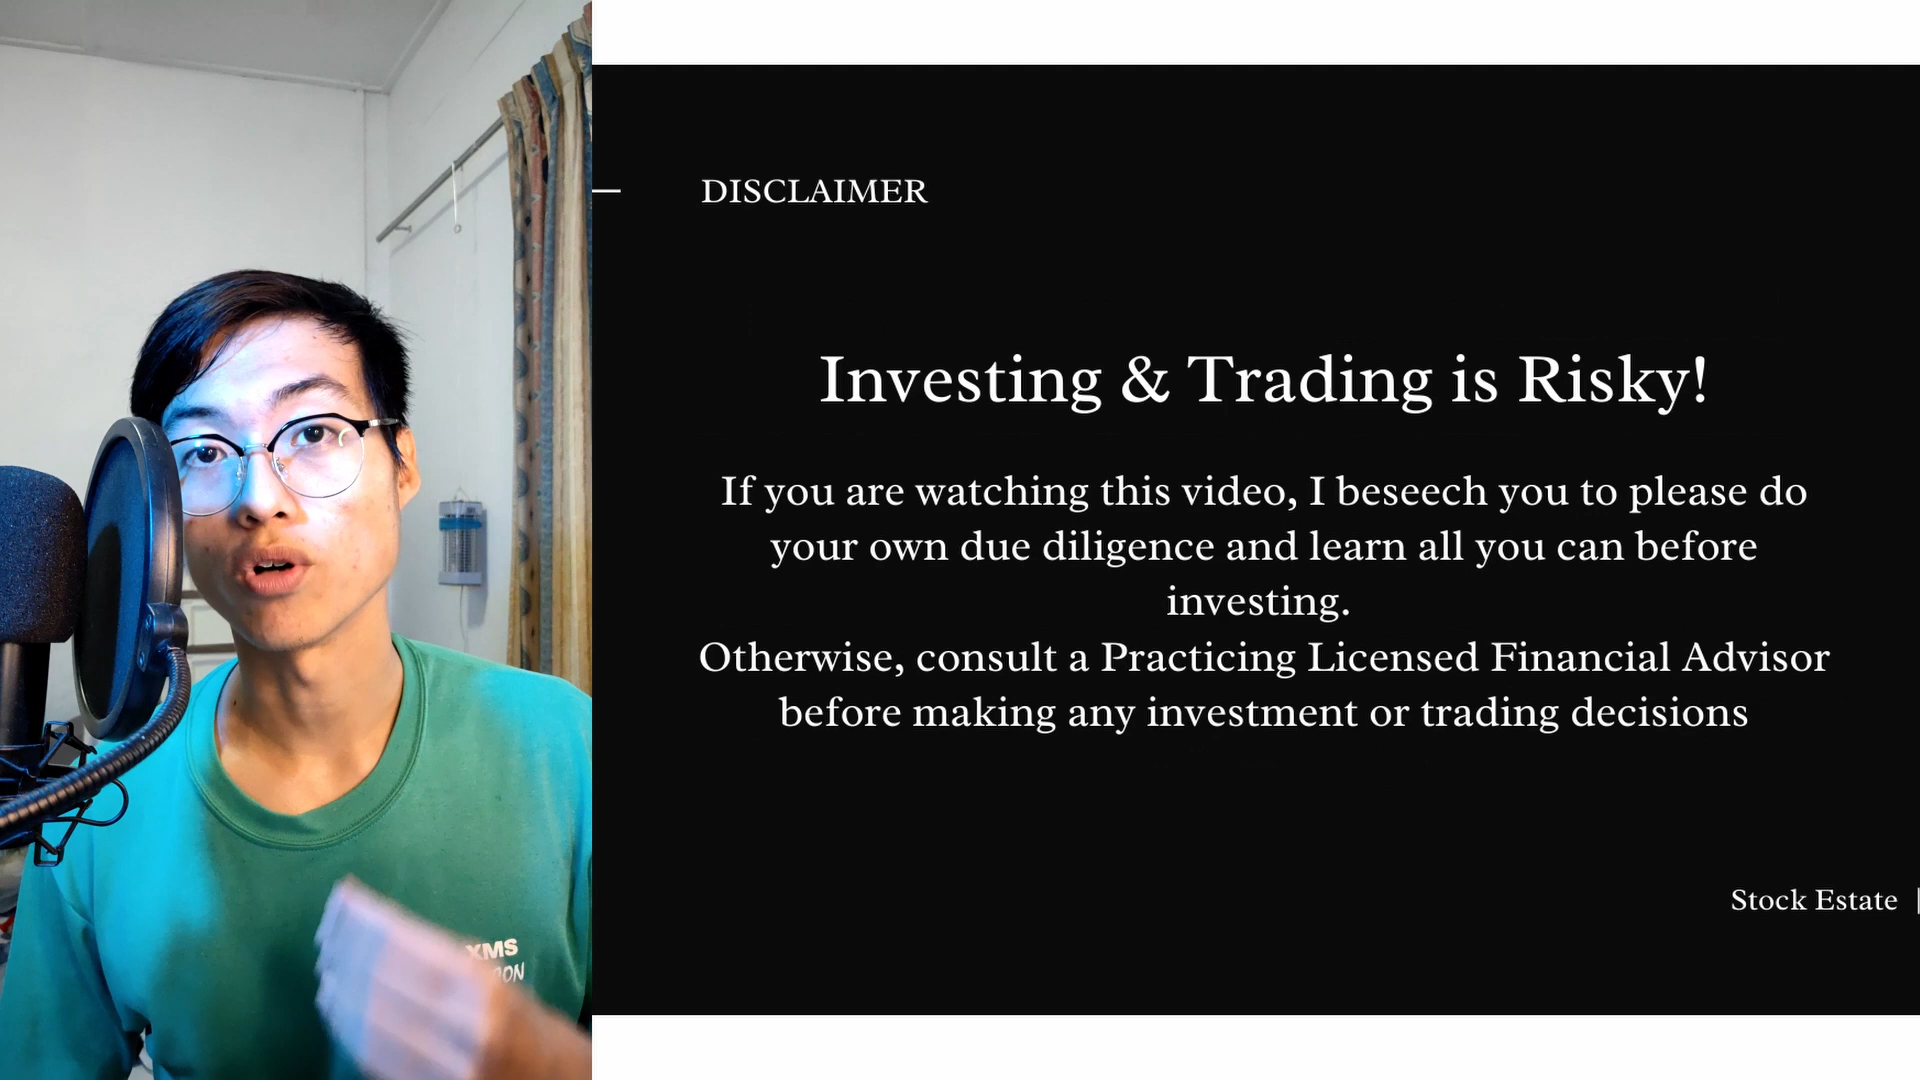 DISCLAIMER
Investing & Trading is Risky!
If you are watching this video, I beseech you to please do
your own due diligence and learn all you can before
investing.
Otherwise, consult a Practicing Licensed Financial Advisor
before making any investment or trading decisions
Stock Estate
XMS